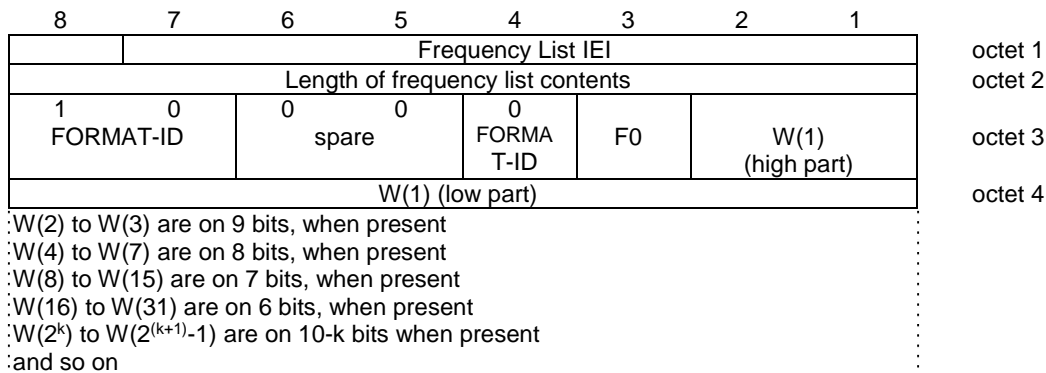 8 7 6 5 4 3 2 1
Frequency List IEI octet 1
Length of frequency list contents octet 2
1 0 0 0 0
FORMAT-ID spare FORMA F0 W(1) octet 3
T-ID (high part)
W(1) (low part) octet 4
W(2) to W(3) are on 9 bits, when present
W(4) to W(7) are on 8 bits, when present
W(8) to W(15) are on 7 bits, when present
W(16) to W(31) are on 6 bits, when present
W(2^k) to W(2^(k+1)-1) are on 10-k bits when present
and so on